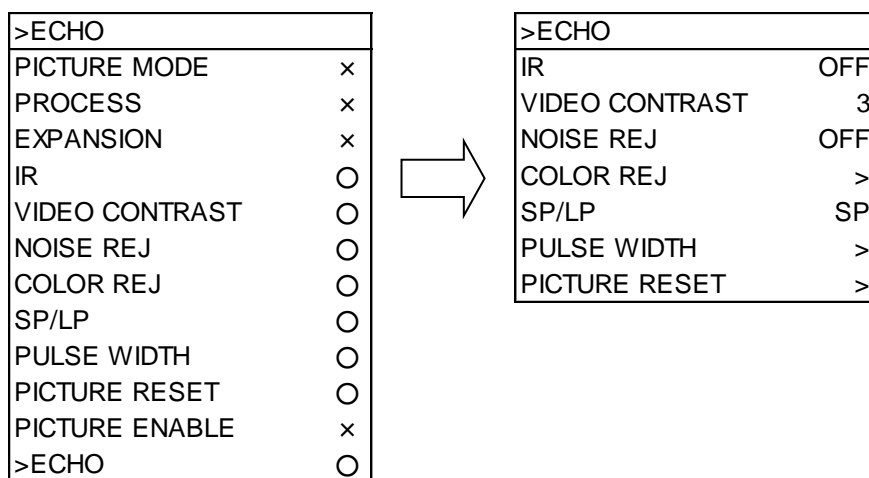 >ECHO
PICTURE MODE ×
PROCESS ×
EXPANSION ×
IR ○
VIDEO CONTRAST ○
NOISE REJ ○
COLOR REJ ○
SP/LP ○
PULSE WIDTH ○
PICTURE RESET ○
PICTURE ENABLE ×
>ECHO ○
>ECHO
IR OFF
VIDEO CONTRAST 3
NOISE REJ OFF
COLOR REJ >
SP/LP SP
PULSE WIDTH >
PICTURE RESET >